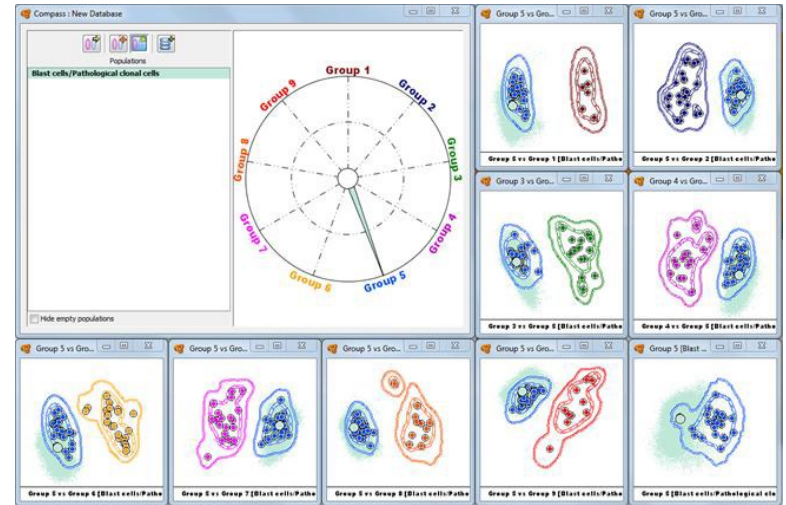 Compass : New Database
Populations
Blast cells/Pathological clonal cells
Hide empty populations
Group 1
Group 2
Group 3
Group 4
Group 5
Group 6
Group 7
Group 8
Group 9
Group 5 vs Gro...
Group 5 vs Group 1 [Blast cells/Patho
Group 5 vs Gro...
Group 5 vs Group 2 [Blast cells/Patho
Group 3 vs Gro...
Group 3 vs Group 5 [Blast cells/Patho
Group 4 vs Gro...
Group 4 vs Group 5 [Blast cells/Patho
Group 5 vs Gro...
Group 5 vs Group 6 [Blast cells/Patho
Group 5 vs Gro...
Group 5 vs Group 7 [Blast cells/Patho
Group 5 vs Gro...
Group 5 vs Group 8 [Blast cells/Patho
Group 5 vs Gro...
Group 5 vs Group 9 [Blast cells/Patho
Group 5 [Blast ...
Group 5 [Blast cells/Pathological clo